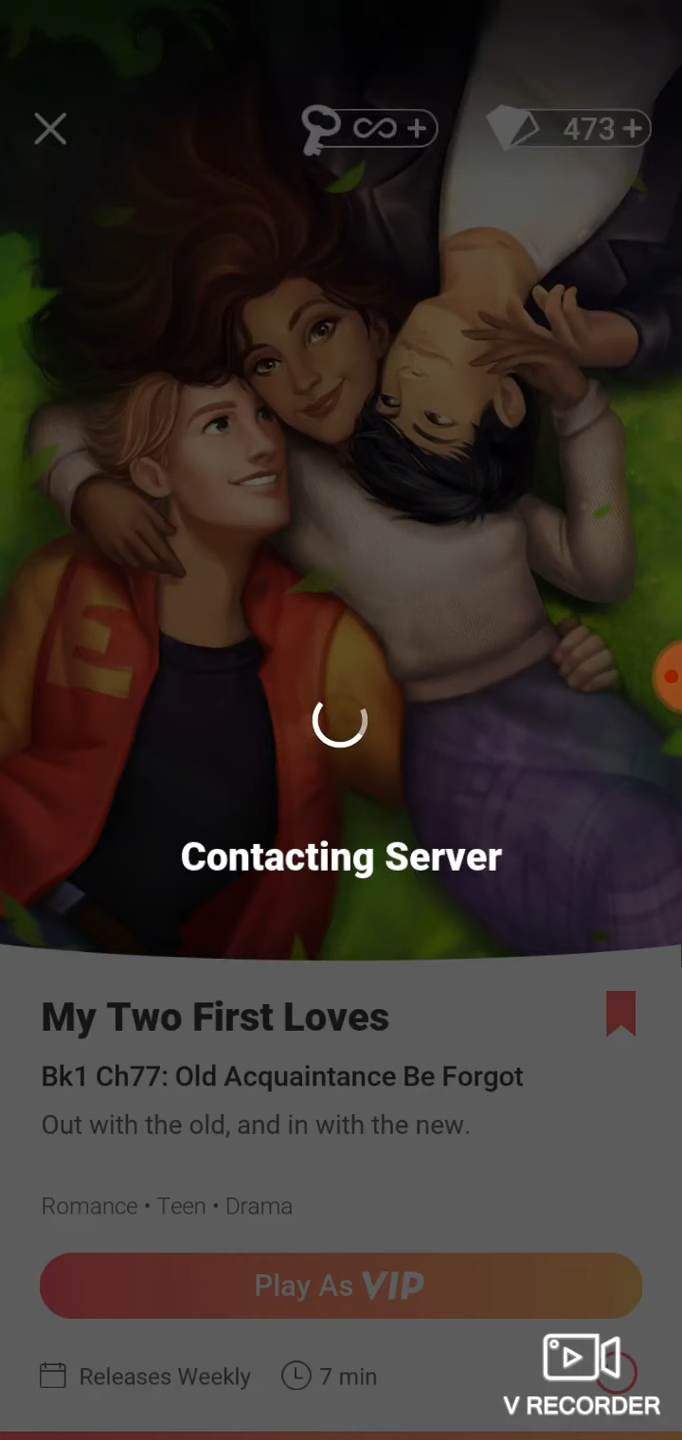 473 +
Contacting Server
My Two First Loves
Bk1 Ch77: Old Acquaintance Be Forgot
Out with the old, and in with the new.
Romance • Teen • Drama
Play As VIP
Releases Weekly
7 min
V RECORDER